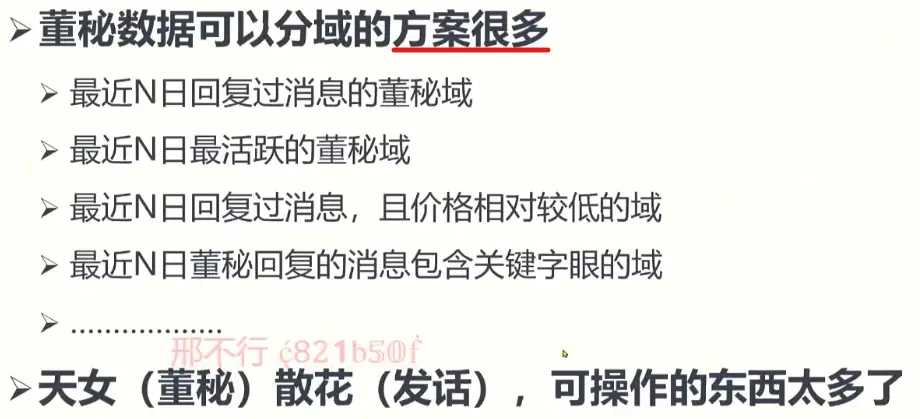 ➢董秘数据可以分域的方案很多
➢ 最近N日回复过消息的董秘域
➢ 最近N日最活跃的董秘域
➢ 最近N日回复过消息，且价格相对较低的域
➢ 最近N日董秘回复的消息包含关键字眼的域
➢ ..................
邢不行 ċ821b50ḟ
➢天女（董秘）散花（发话），可操作的东西太多了